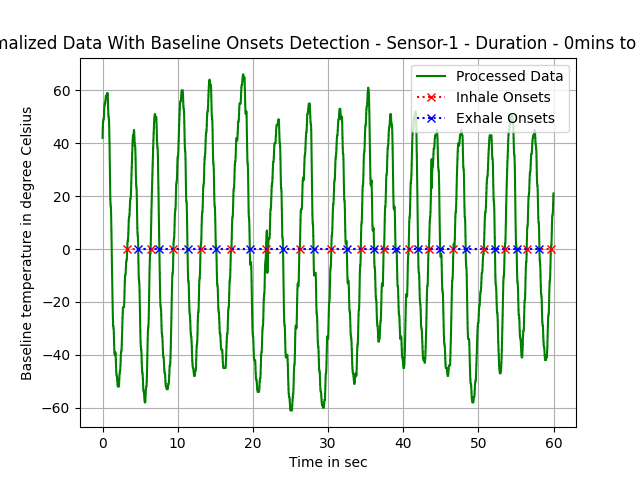 malized Data With Baseline Onsets Detection - Sensor-1 - Duration - 0mins to
Processed Data
Inhale Onsets
Exhale Onsets
Baseline temperature in degree Celsius
60
40
20
0
−20
−40
−60
0 10 20 30 40 50 60
Time in sec